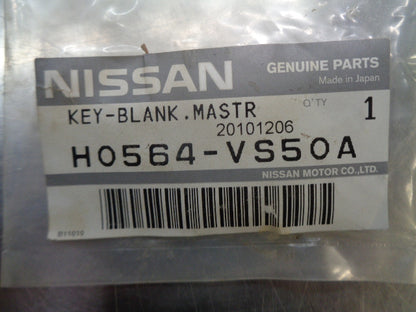 NISSAN
GENUINE PARTS
Made in Japan
KEY-BLANK.MASTR
Q'TY
1
20101206
H0564-VS50A
NISSAN MOTOR CO.,LTD.